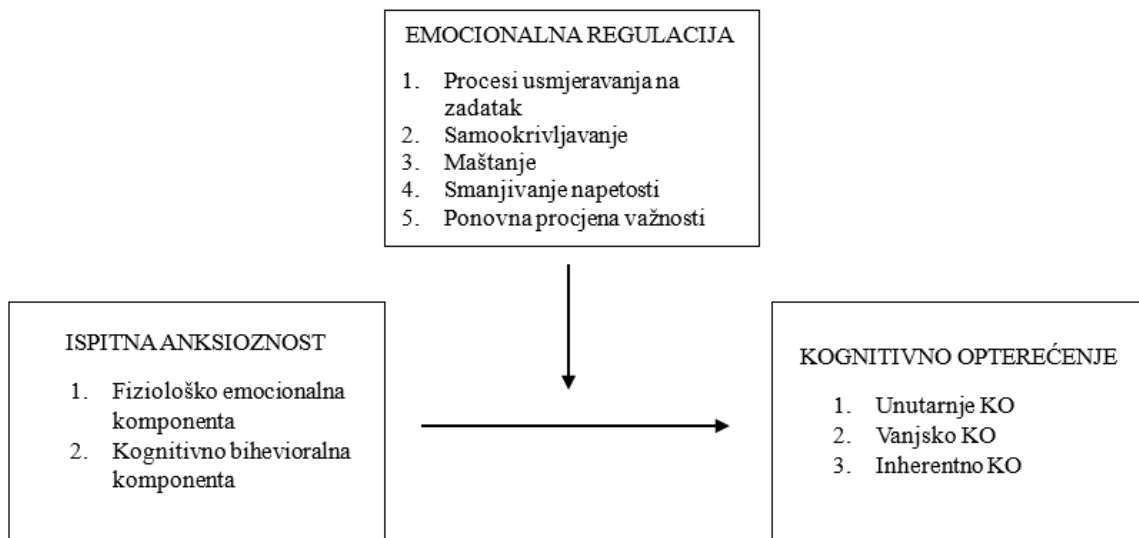 EMOCIONALNA REGULACIJA
1. Procesi usmjeravanja na
zadatak
2. Samookrivljavanje
3. Maštanje
4. Smanjivanje napetosti
5. Ponovna procjena važnosti
ISPITNA ANKSIOZNOST
1. Fiziološko emocionalna
komponenta
2. Kognitivno bihevioralna
komponenta
KOGNITIVNO OPTEREĆENJE
1. Unutarnje KO
2. Vanjsko KO
3. Inherentno KO